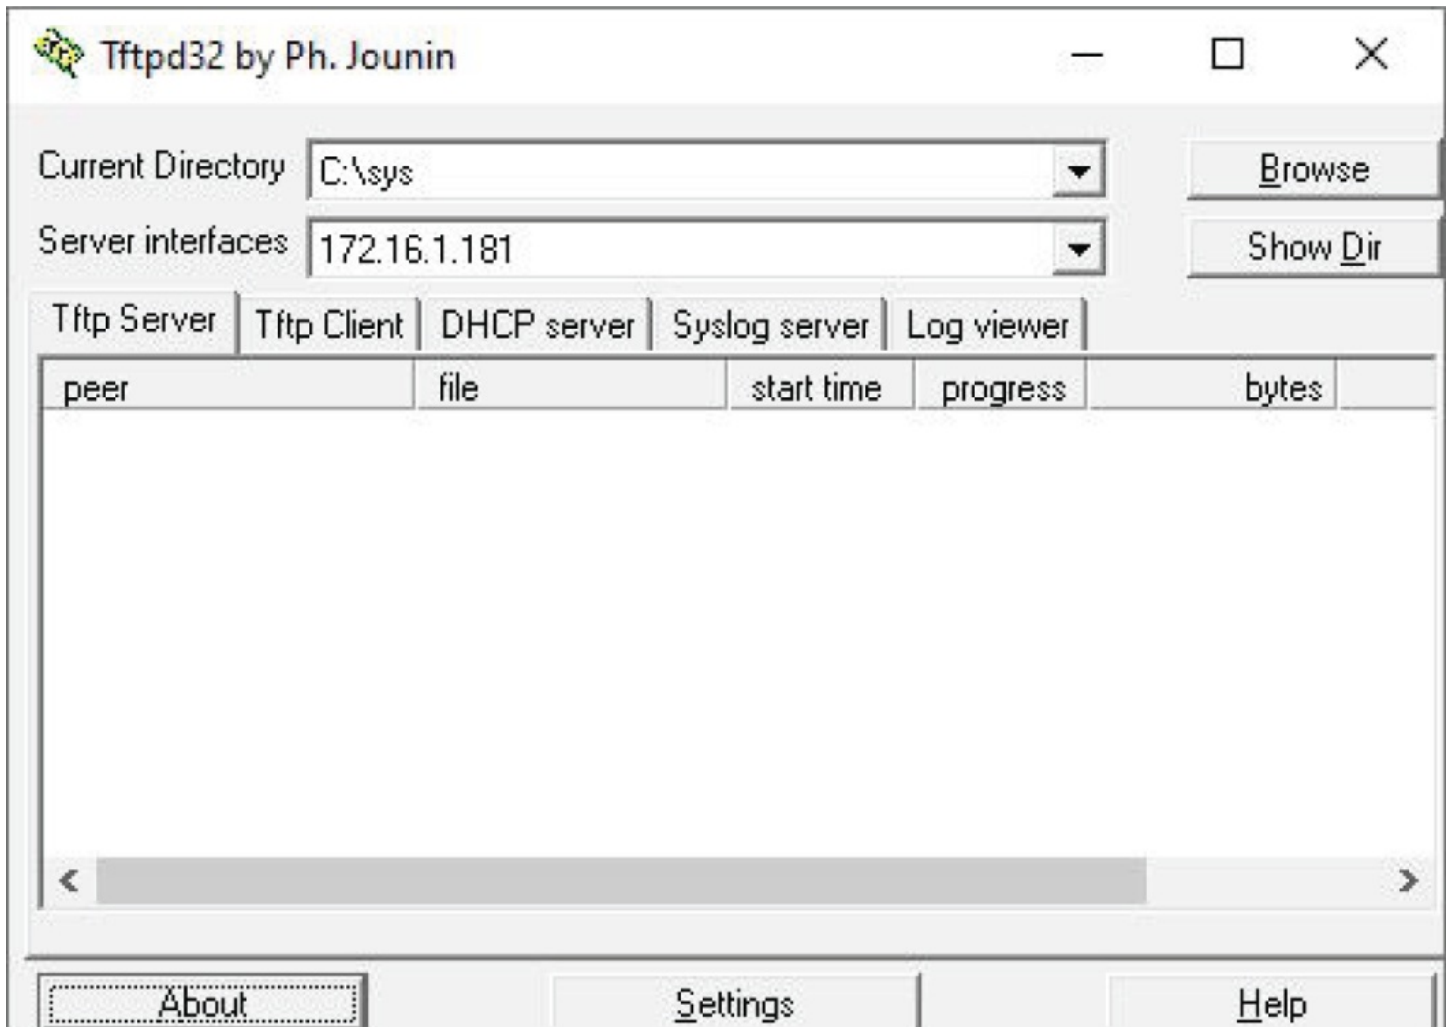 Tftpd32 by Ph. Jounin
Current Directory C:\sys Browse
Server interfaces 172.16.1.181 Show Dir
Tftp Server Tftp Client DHCP server Syslog server Log viewer
peer file start time progress bytes
About Settings Help